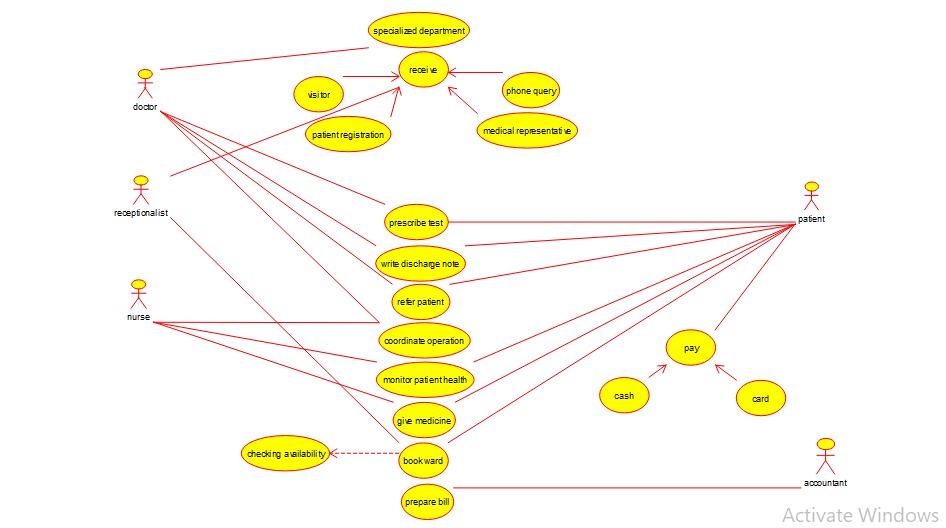 specialized department
receive
visitor
phone query
patient registration
medical representative
doctor
receptionalist
patient
prescribe test
write discharge note
refer patient
nurse
coordinate operation
pay
monitor patient health
cash
card
give medicine
checking availability
book ward
accountant
prepare bill
Activate Windows